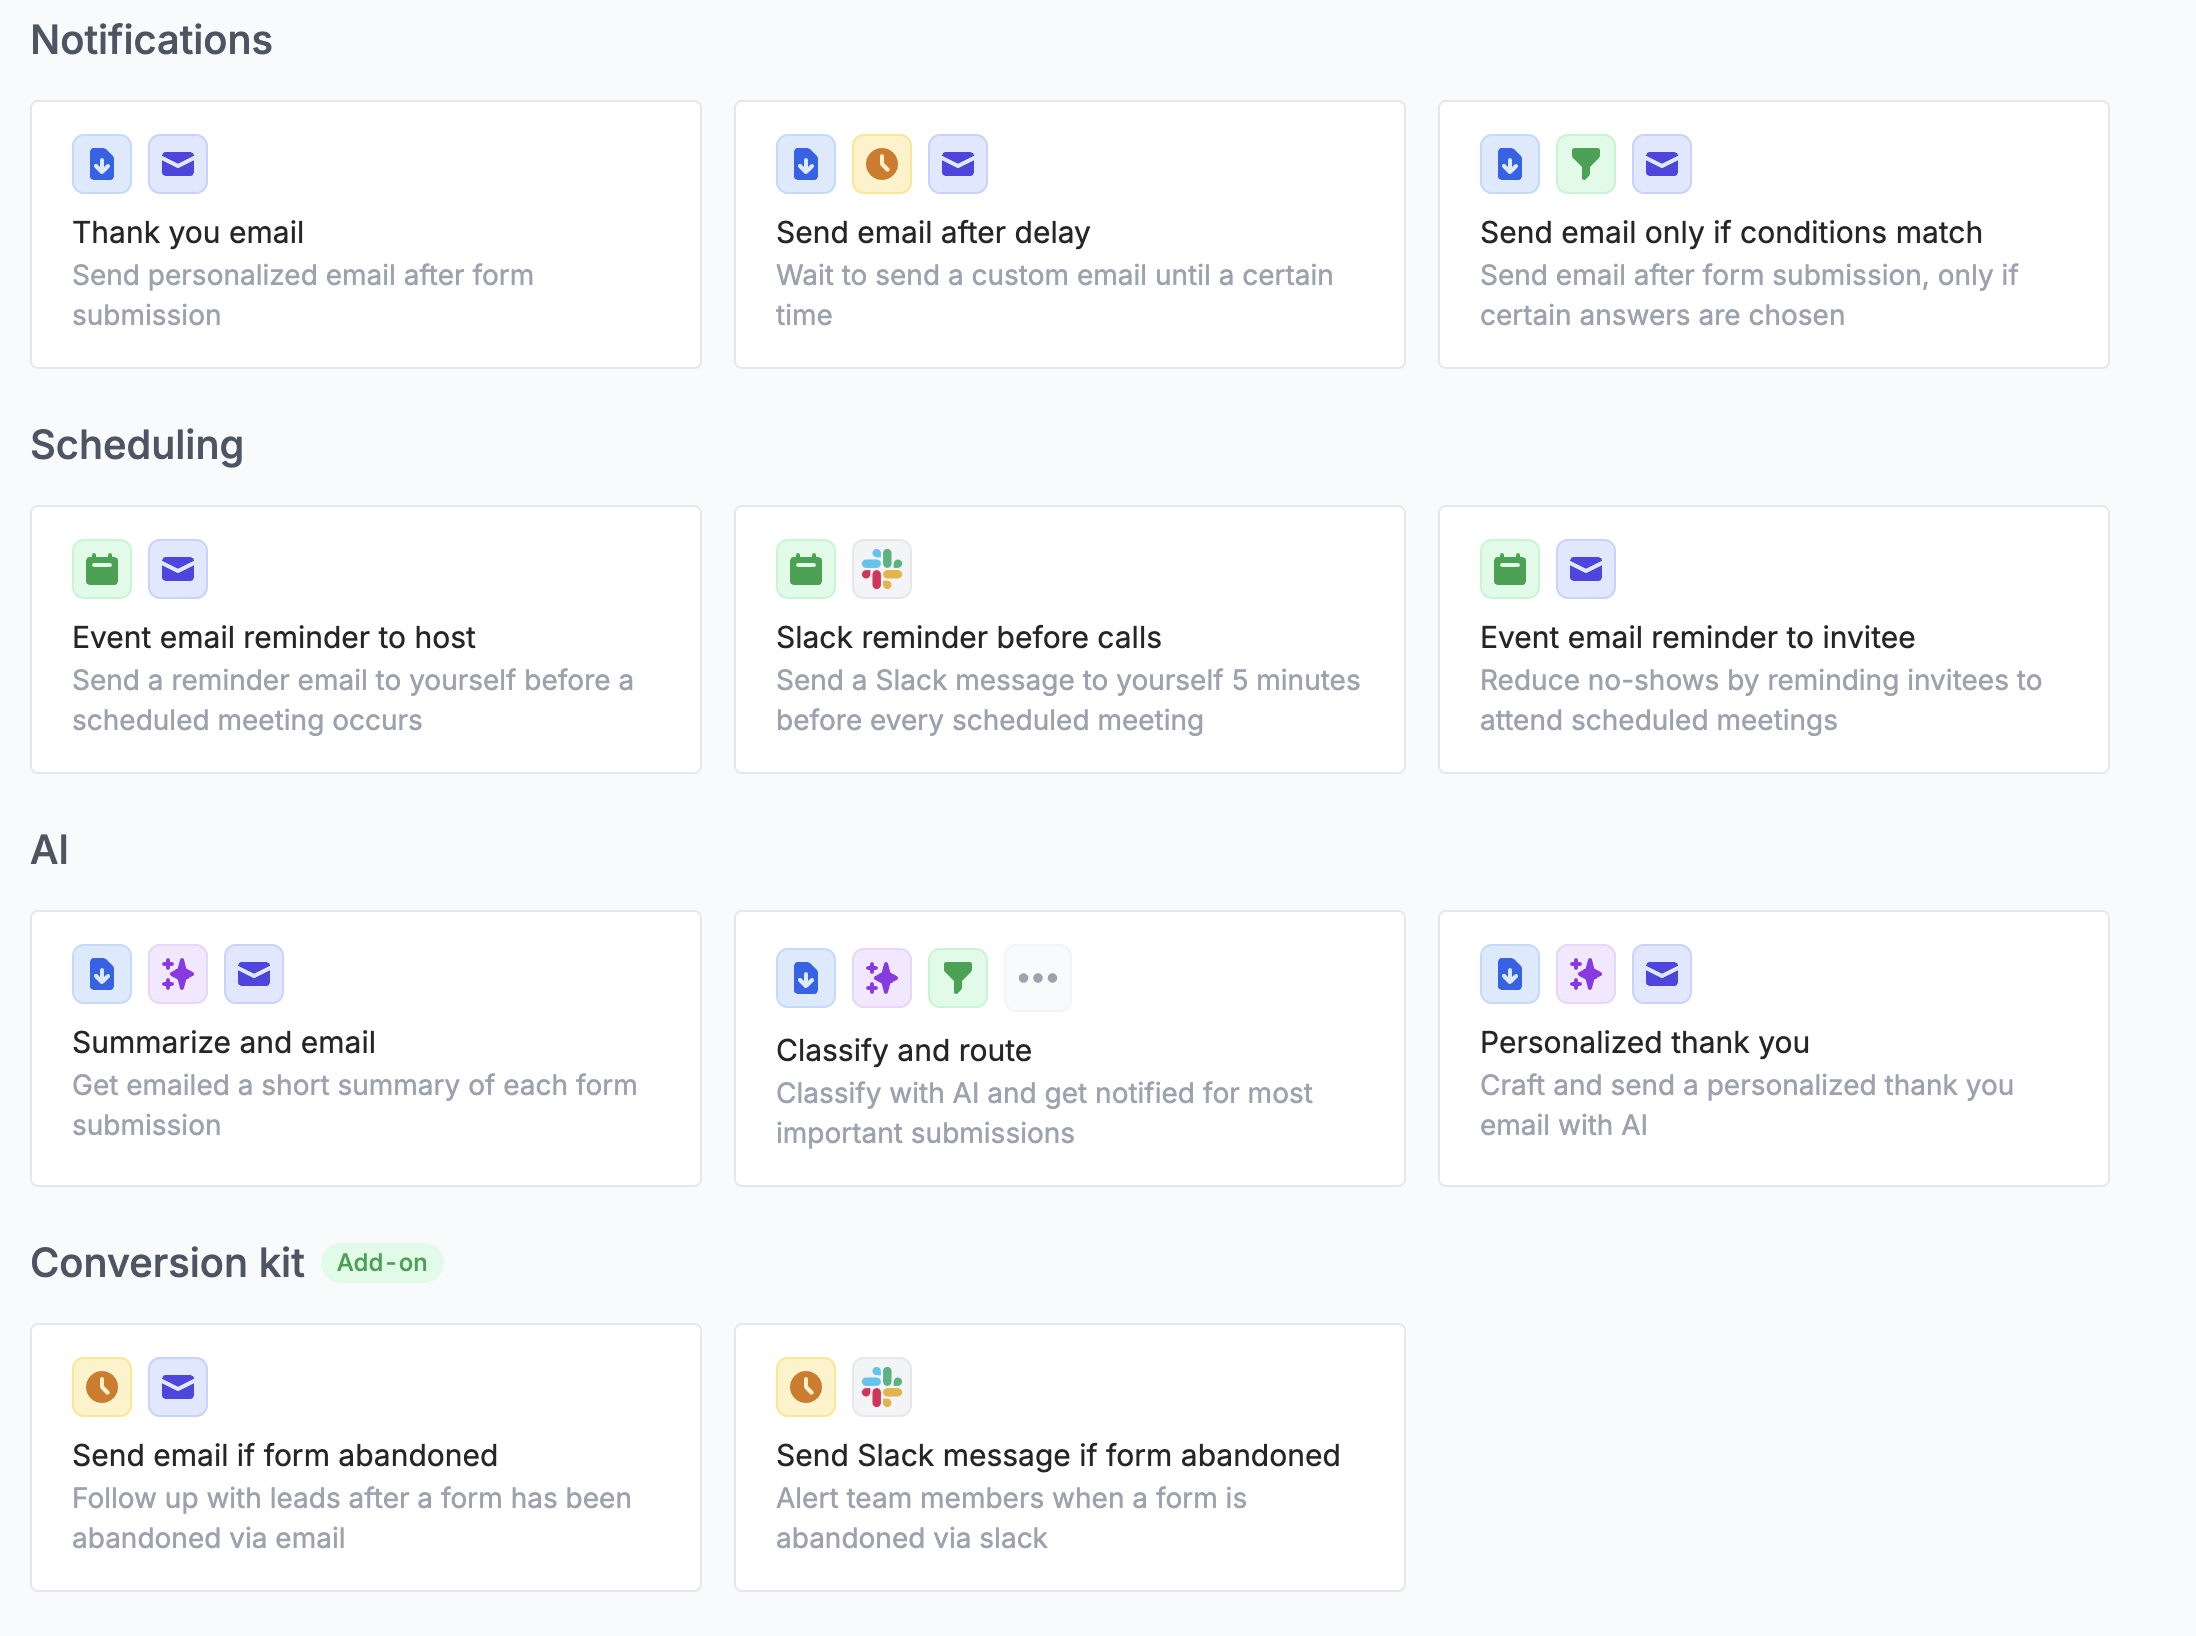 Notifications
Thank you email
Send personalized email after form
submission
Send email after delay
Wait to send a custom email until a certain
time
Send email only if conditions match
Send email after form submission, only if
certain answers are chosen
Scheduling
Event email reminder to host
Send a reminder email to yourself before a
scheduled meeting occurs
Slack reminder before calls
Send a Slack message to yourself 5 minutes
before every scheduled meeting
Event email reminder to invitee
Reduce no-shows by reminding invitees to
attend scheduled meetings
AI
Summarize and email
Get emailed a short summary of each form
submission
Classify and route
Classify with AI and get notified for most
important submissions
Personalized thank you
Craft and send a personalized thank you
email with AI
Conversion kit Add-on
Send email if form abandoned
Follow up with leads after a form has been
abandoned via email
Send Slack message if form abandoned
Alert team members when a form is
abandoned via slack